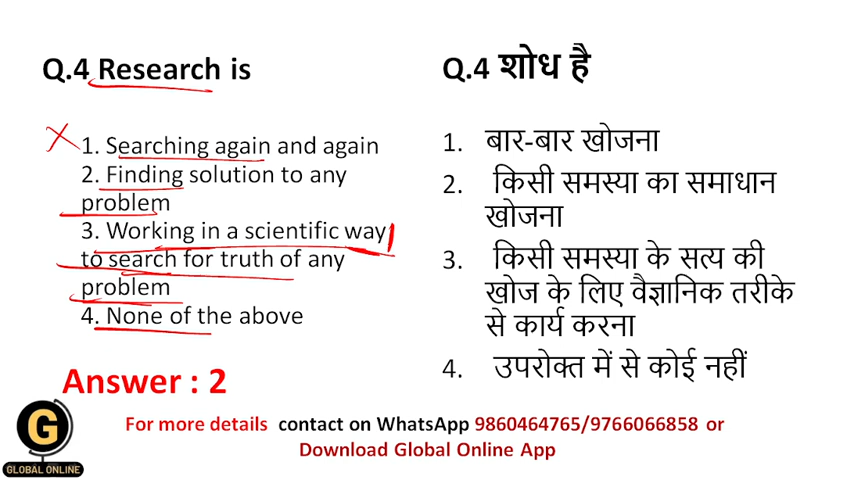 Q.4 Research is
1. Searching again and again
2. Finding solution to any
problem
3. Working in a scientific way
to search for truth of any
problem
4. None of the above
Answer : 2
Q.4 शोध है
1. बार-बार खोजना
2. किसी समस्या का समाधान
खोजना
3. किसी समस्या के सत्य की
खोज के लिए वैज्ञानिक तरीके
से कार्य करना
4. उपरोक्त में से कोई नहीं
For more details contact on WhatsApp 9860464765/9766066858 or
Download Global Online App
G
GLOBAL ONLINE